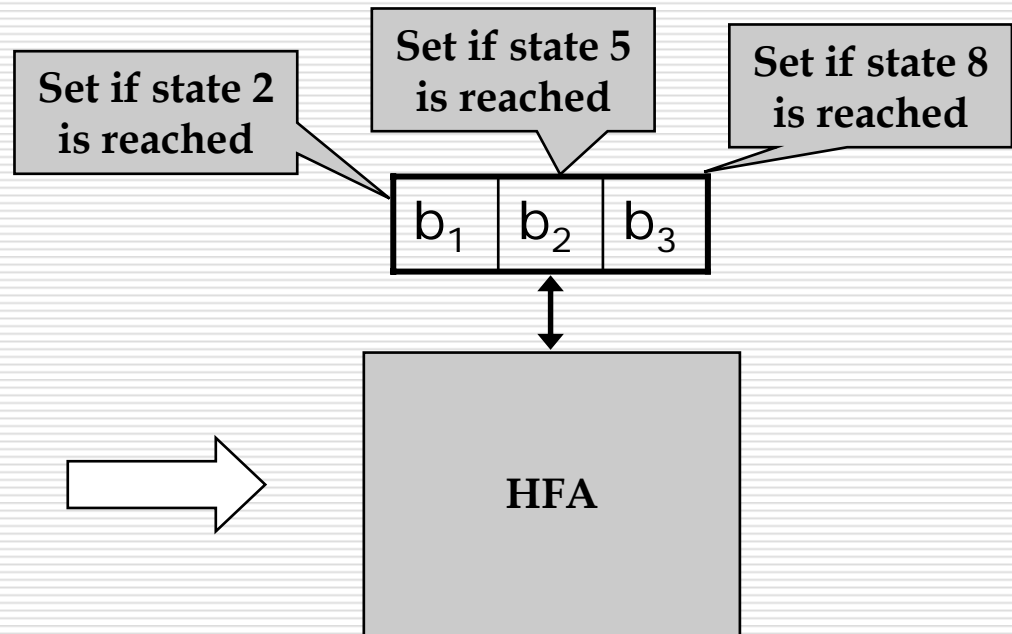 Set if state 2
is reached
Set if state 5
is reached
Set if state 8
is reached
b₁ b₂ b₃
HFA